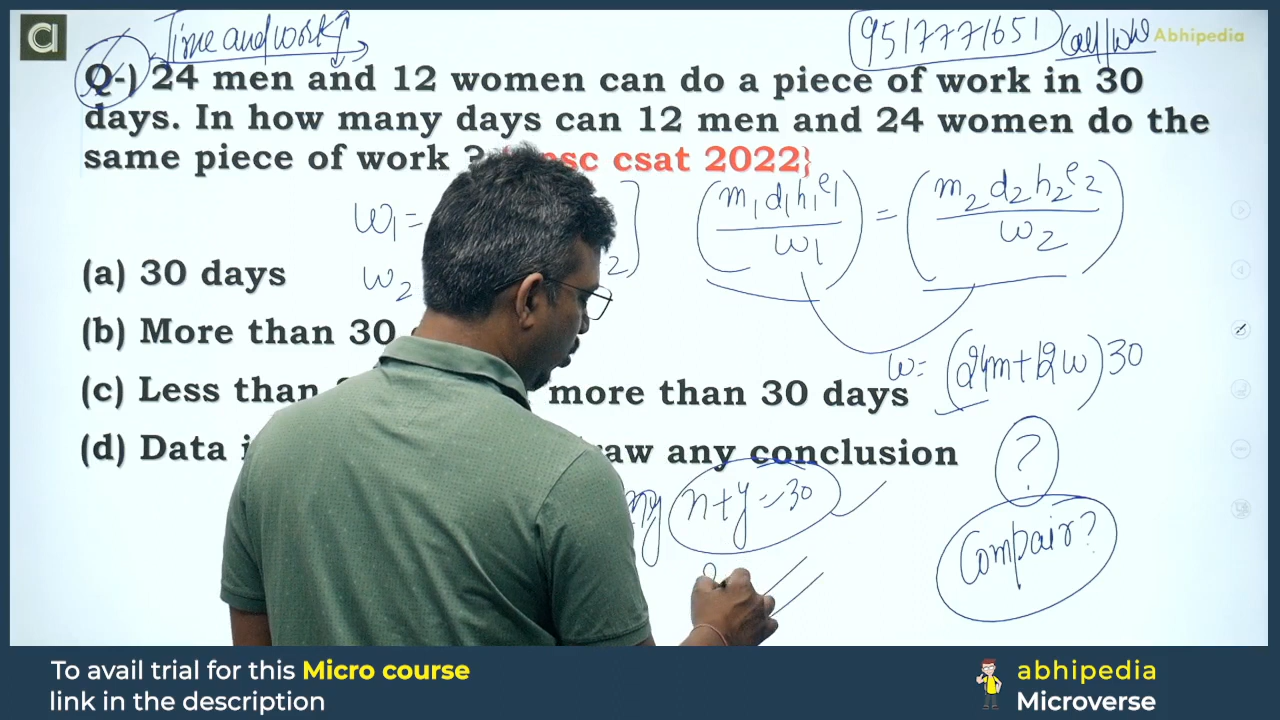 Time and work
9517771651 Call/WW
Abhipedia
Q-) 24 men and 12 women can do a piece of work in 30
days. In how many days can 12 men and 24 women do the
same piece of work ? sc csat 2022}
W1=
W2
2
m1d1h1e1 / W1 = m2d2h2e2 / W2
(a) 30 days
(b) More than 30
(c) Less than more than 30 days
(d) Data aw any conclusion
W= (24m+12W)30
?
Compair?
x+y=30
To avail trial for this Micro course
link in the description
abhipedia
Microverse